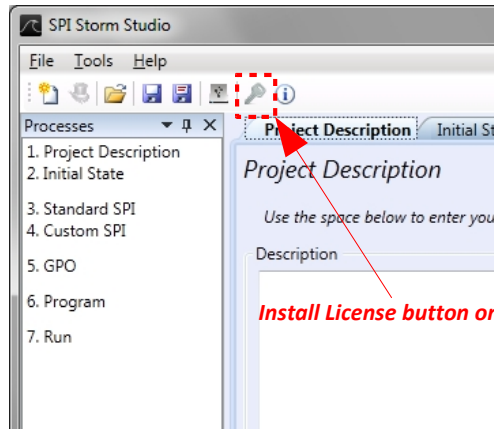 SPI Storm Studio
File Tools Help
Processes
Project Description
Initial St
1. Project Description
2. Initial State
3. Standard SPI
4. Custom SPI
5. GPO
6. Program
7. Run
Project Description
Use the space below to enter you
Description
Install License button or